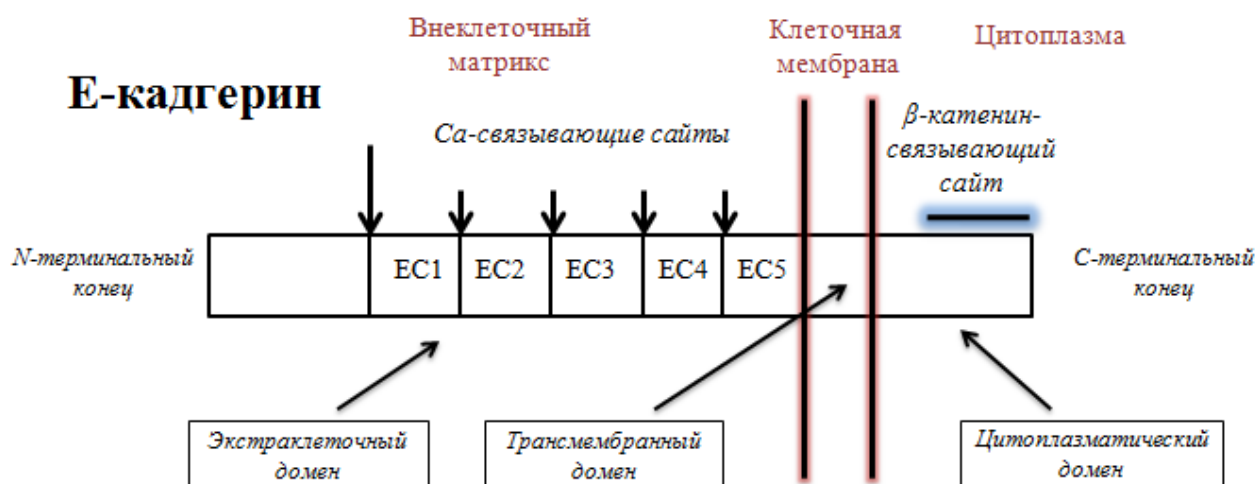 Внеклеточный
матрикс
Клеточная
мембрана
Цитоплазма
Е-кадгерин
Са-связывающие сайты
β-катенин-
связывающий
сайт
N-терминальный
конец
EC1
EC2
EC3
EC4
EC5
С-терминальный
конец
Экстраклеточный
домен
Трансмембранный
домен
Цитоплазматический
домен